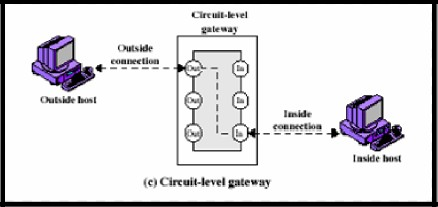 Circuit-level
gateway
Outside
connection
Out
In
Outside host
Out
In
Inside
connection
Out
In
Inside host
(c) Circuit-level gateway